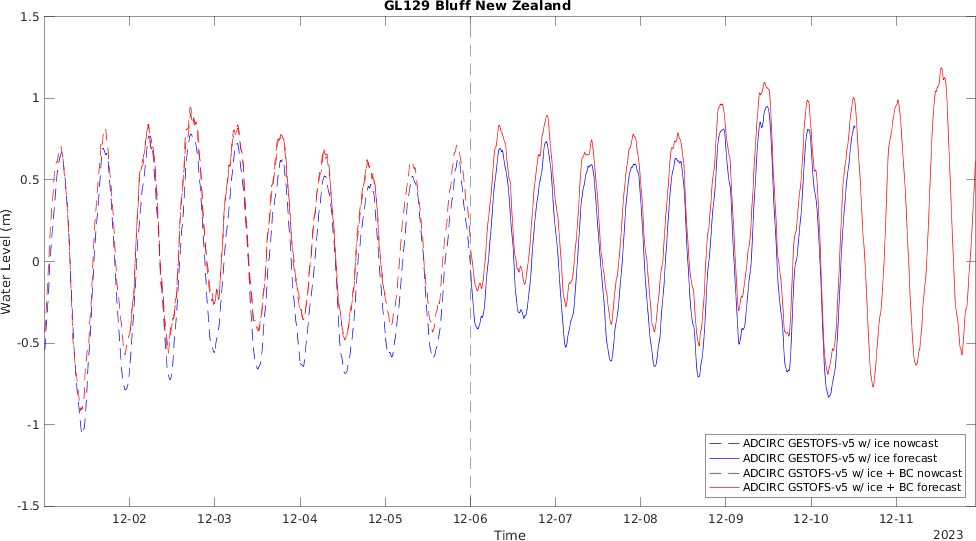 GL129 Bluff New Zealand
1.5
1
0.5
0
-0.5
-1
-1.5
Water Level (m)
ADCIRC GESTOFS-v5 w/ ice nowcast
ADCIRC GESTOFS-v5 w/ ice forecast
ADCIRC GSTOFS-v5 w/ ice + BC nowcast
ADCIRC GSTOFS-v5 w/ ice + BC forecast
12-02 12-03 12-04 12-05 12-06 12-07 12-08 12-09 12-10 12-11
Time
2023